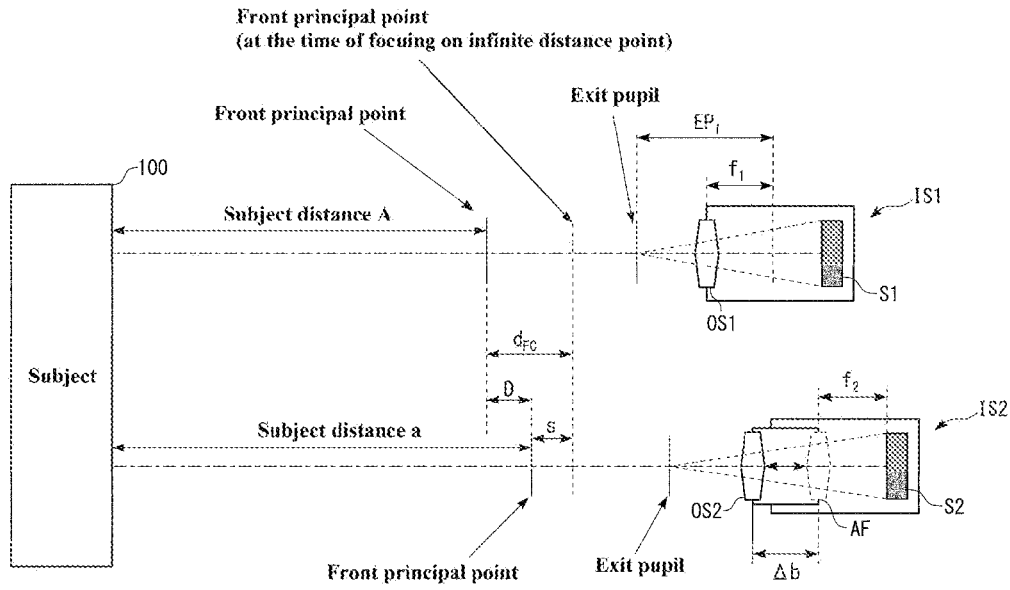 Front principal point
(at the time of focuing on infinite distance point)
Front principal point
Exit pupil
EP₁
f₁
IS1
100
Subject distance A
S1
OS1
d_FC
D
f₂
IS2
Subject
Subject distance a
s
OS2
AF
S2
Front principal point
Exit pupil
Δb